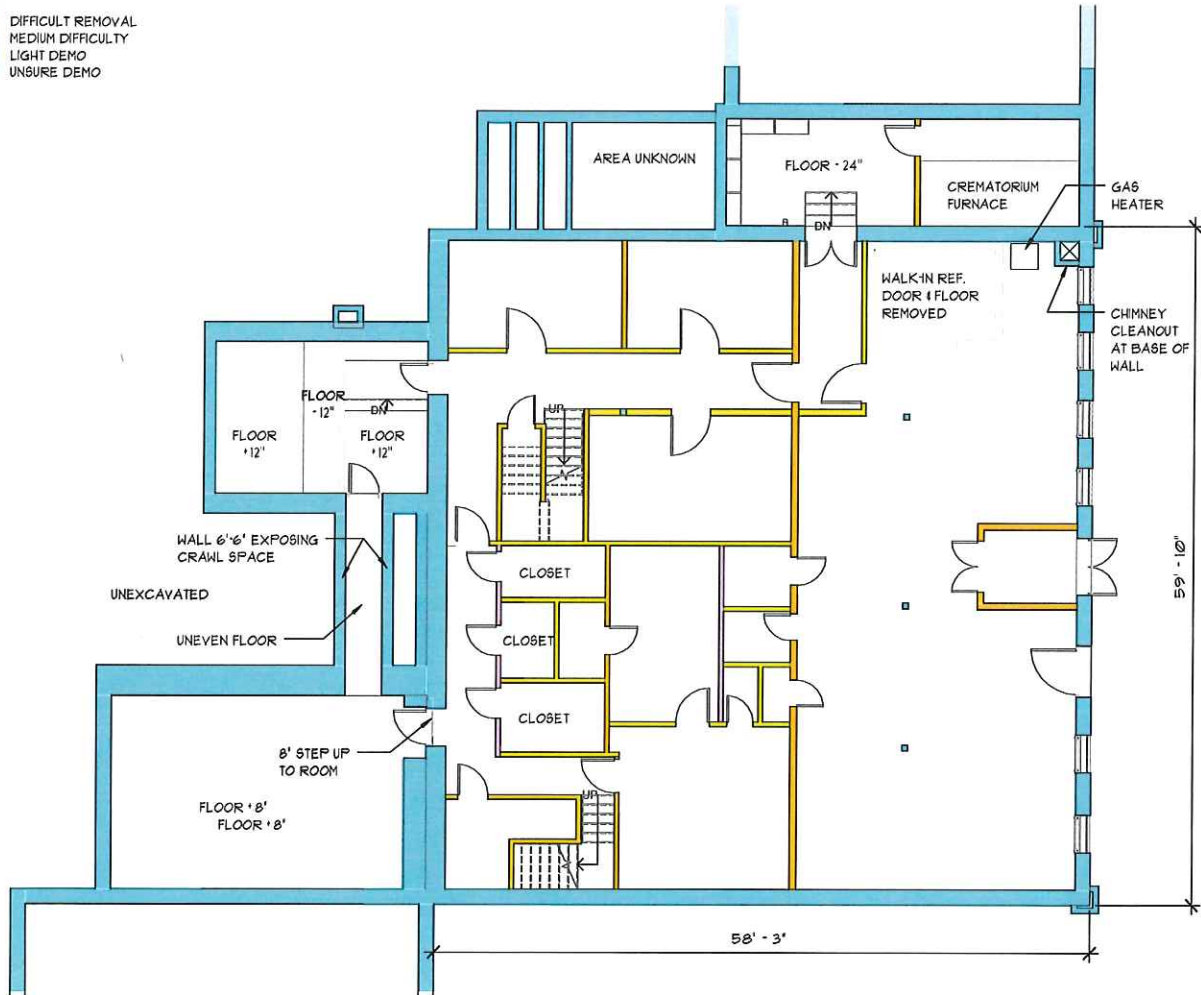 DIFFICULT REMOVAL
MEDIUM DIFFICULTY
LIGHT DEMO
UNSURE DEMO
AREA UNKNOWN
FLOOR - 24"
CREMATORIUM
FURNACE
GAS
HEATER
DN
WALK-IN REF.
DOOR & FLOOR
REMOVED
CHIMNEY
CLEANOUT
AT BASE OF
WALL
FLOOR
- 12"
DN
FLOOR
+12"
FLOOR
+12"
UP
WALL 6'-6" EXPOSING
CRAWL SPACE
UNEXCAVATED
UNEVEN FLOOR
CLOSET
CLOSET
CLOSET
59' - 10"
8" STEP UP
TO ROOM
UP
FLOOR +8"
FLOOR +8"
58' - 3"